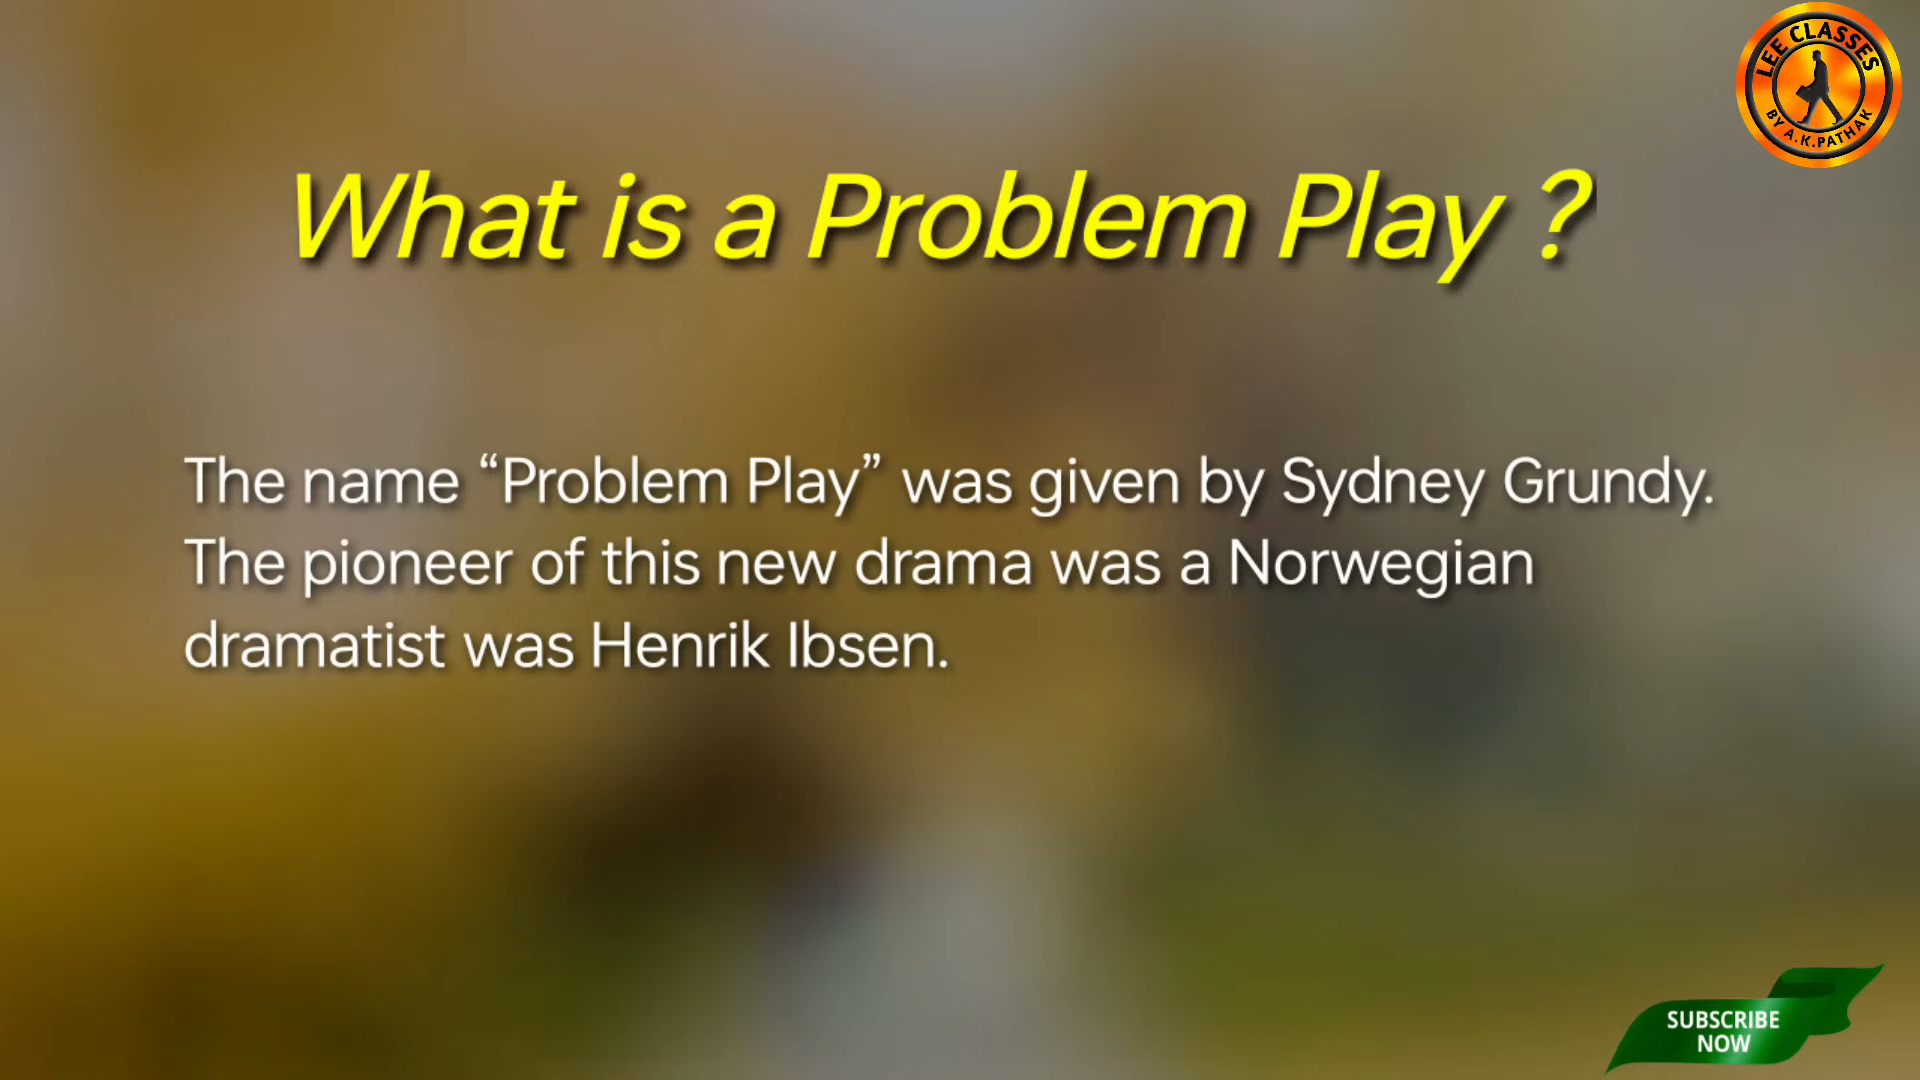 LEE CLASSES
BY A.K.PATHAK
What is a Problem Play ?
The name “Problem Play” was given by Sydney Grundy.
The pioneer of this new drama was a Norwegian
dramatist was Henrik Ibsen.
SUBSCRIBE
NOW